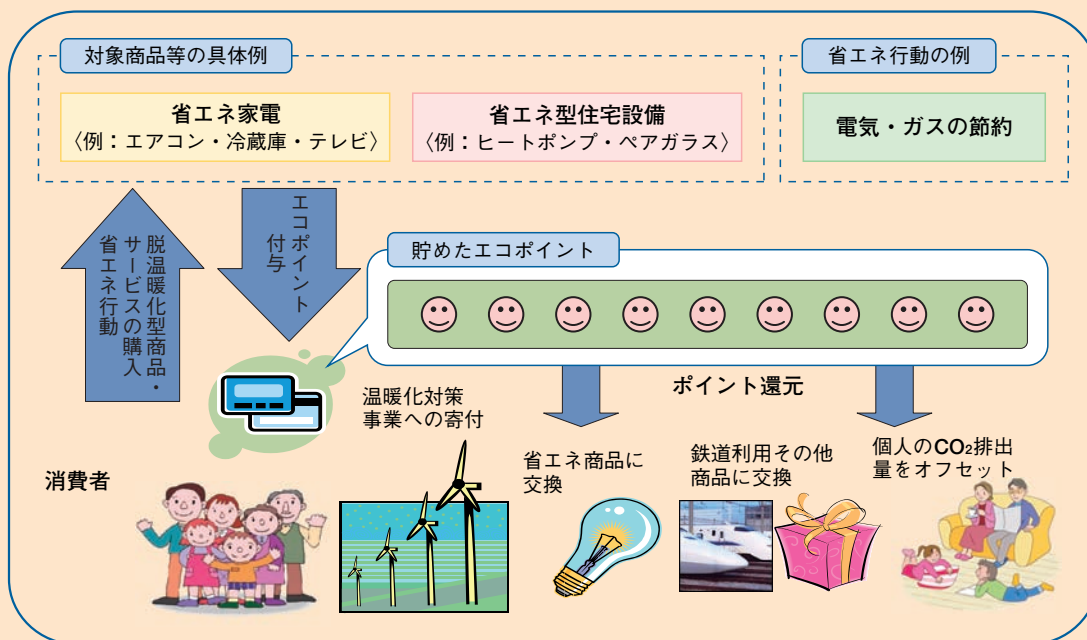 対象商品等の具体例
省エネ家電
〈例：エアコン・冷蔵庫・テレビ〉
省エネ型住宅設備
〈例：ヒートポンプ・ペアガラス〉
省エネ行動の例
電気・ガスの節約
脱温暖化型商品・
サービスの購入
省エネ行動
エコポイント
付与
貯めたエコポイント
ポイント還元
温暖化対策
事業への寄付
省エネ商品に
交換
鉄道利用その他
商品に交換
個人のCO₂排出
量をオフセット
消費者